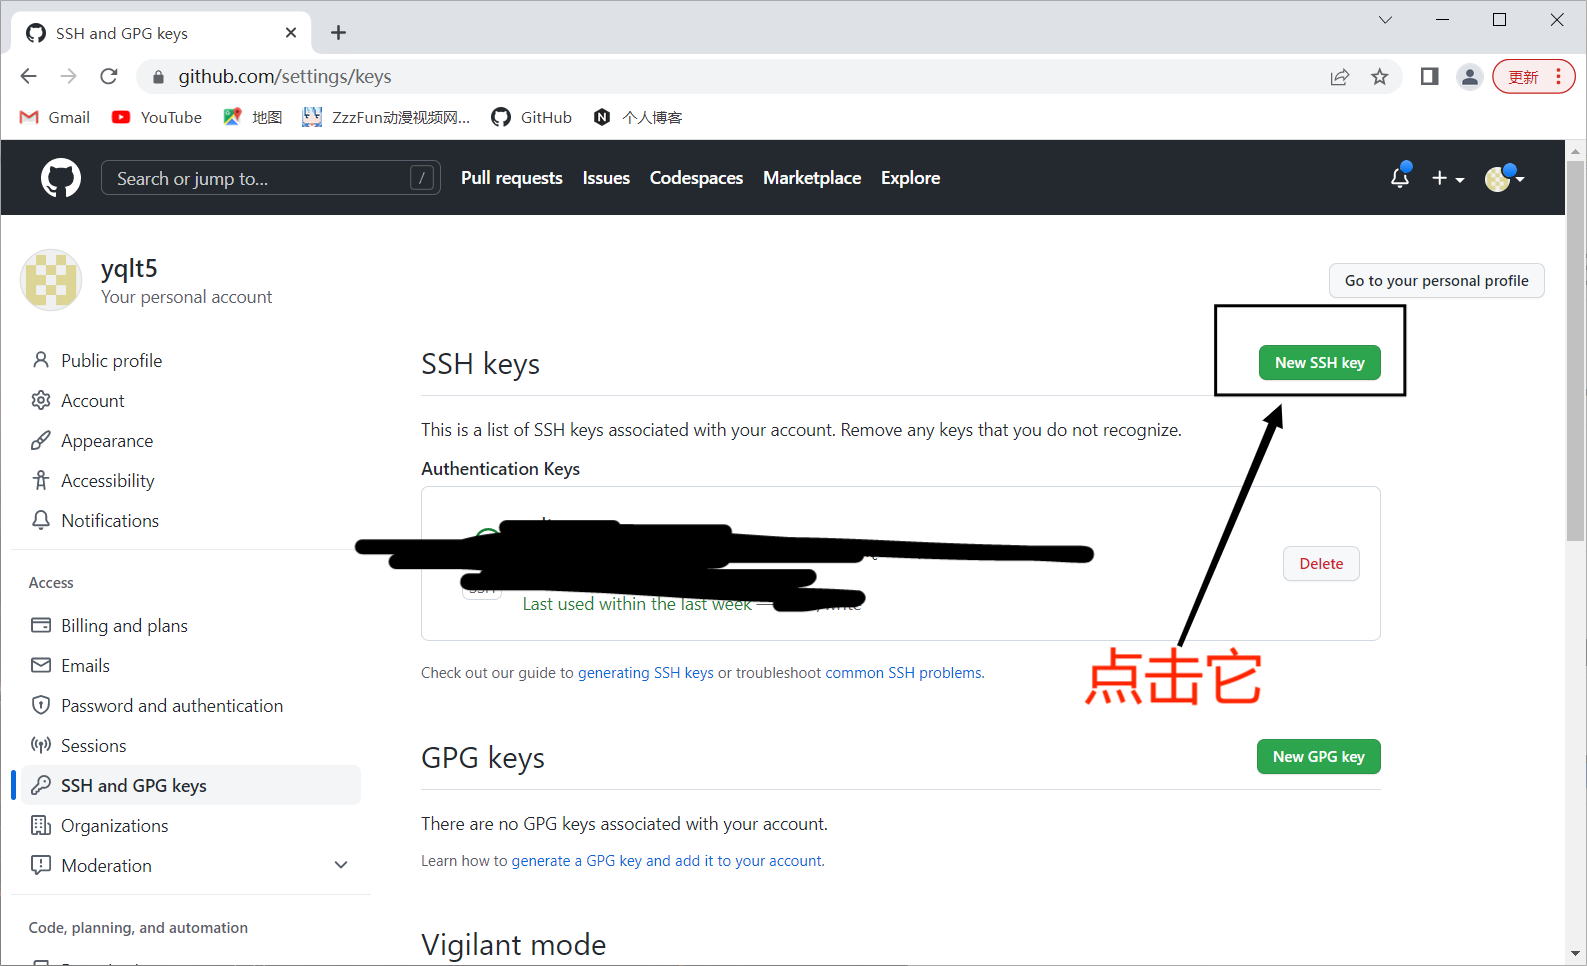 SSH and GPG keys
github.com/settings/keys
更新
Gmail YouTube 地图 ZzzFun动漫视频网... GitHub 个人博客
Search or jump to... / Pull requests Issues Codespaces Marketplace Explore
yqlt5
Your personal account
Go to your personal profile
Public profile
Account
Appearance
Accessibility
Notifications
Access
Billing and plans
Emails
Password and authentication
Sessions
SSH and GPG keys
Organizations
Moderation
Code, planning, and automation
SSH keys
New SSH key
This is a list of SSH keys associated with your account. Remove any keys that you do not recognize.
Authentication Keys
SSH
Last used within the last week —
Delete
点击它
Check out our guide to generating SSH keys or troubleshoot common SSH problems.
GPG keys
New GPG key
There are no GPG keys associated with your account.
Learn how to generate a GPG key and add it to your account.
Vigilant mode